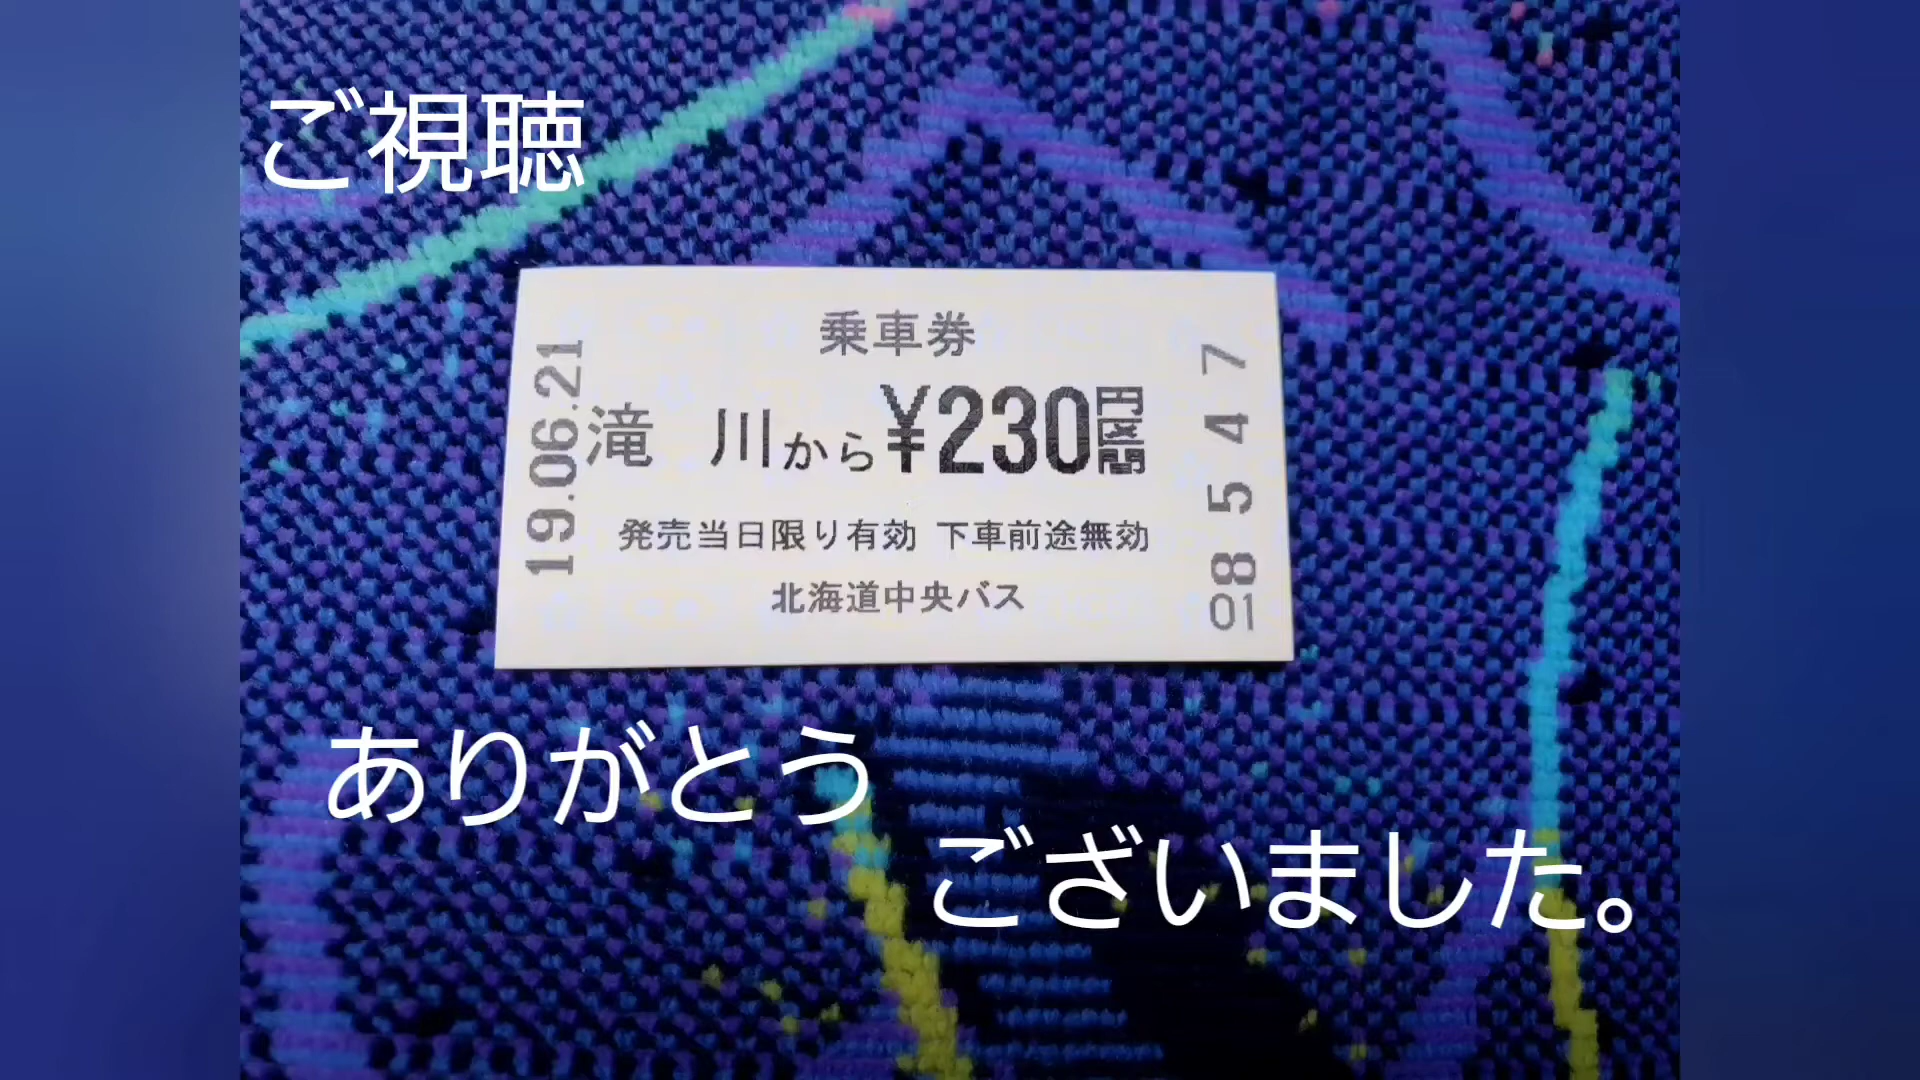 ご視聴
乗車券
滝 川から¥230円区間
発売当日限り有効 下車前途無効
北海道中央バス
19.06.21
01 8547
ありがとう
ございました。